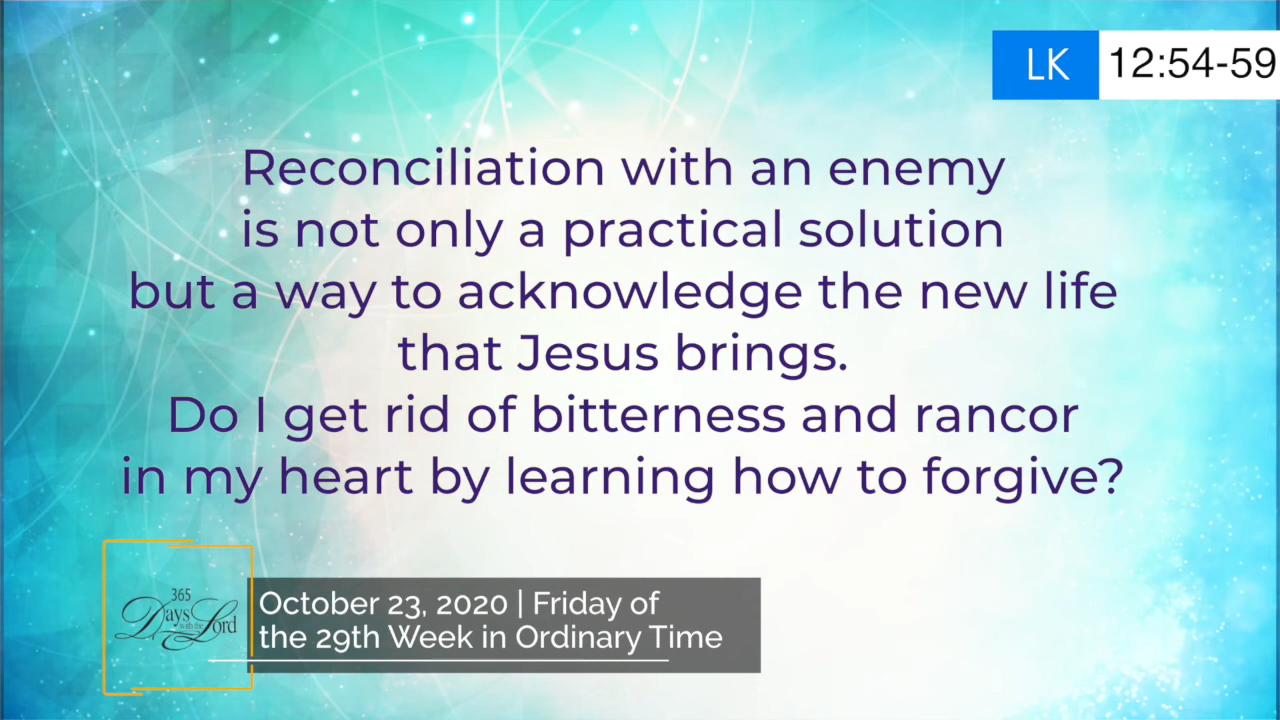 LK 12:54-59
Reconciliation with an enemy
is not only a practical solution
but a way to acknowledge the new life
that Jesus brings.
Do I get rid of bitterness and rancor
in my heart by learning how to forgive?
365
Days with the Lord
October 23, 2020 | Friday of
the 29th Week in Ordinary Time